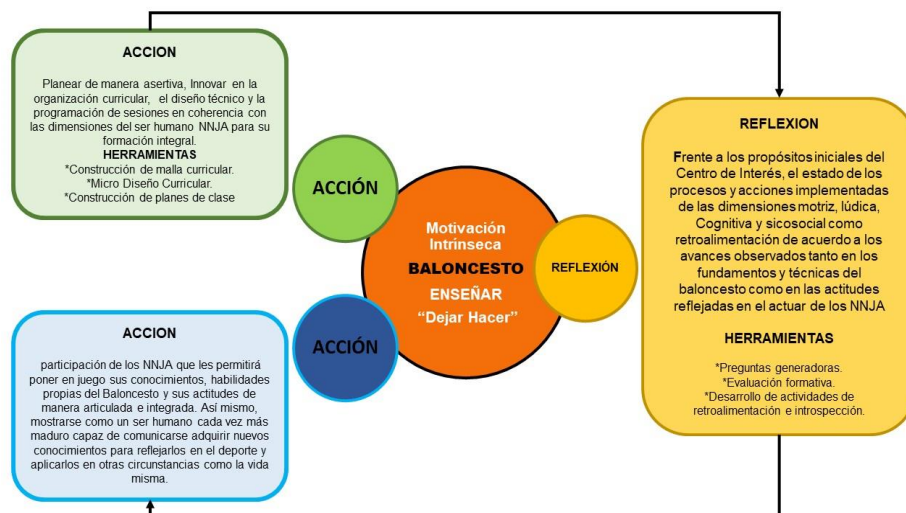 ACCION
Planear de manera asertiva, Innovar en la
organización curricular, el diseño técnico y la
programación de sesiones en coherencia con
las dimensiones del ser humano NNJA para su
formación integral.
HERRAMIENTAS
*Construcción de malla curricular.
*Micro Diseño Curricular.
*Construcción de planes de clase
ACCIÓN
Motivación
Intrínseca
BALONCESTO
ENSEÑAR
“Dejar Hacer”
REFLEXIÓN
ACCIÓN
REFLEXION
Frente a los propósitos iniciales del
Centro de Interés, el estado de los
procesos y acciones implementadas
de las dimensiones motriz, lúdica,
Cognitiva y sicosocial como
retroalimentación de acuerdo a los
avances observados tanto en los
fundamentos y técnicas del
baloncesto como en las actitudes
reflejadas en el actuar de los NNJA
HERRAMIENTAS
*Preguntas generadoras.
*Evaluación formativa.
*Desarrollo de actividades de
retroalimentación e introspección.
ACCION
participación de los NNJA que les permitirá
poner en juego sus conocimientos, habilidades
propias del Baloncesto y sus actitudes de
manera articulada e integrada. Así mismo,
mostrarse como un ser humano cada vez más
maduro capaz de comunicarse adquirir nuevos
conocimientos para reflejarlos en el deporte y
aplicarlos en otras circunstancias como la vida
misma.